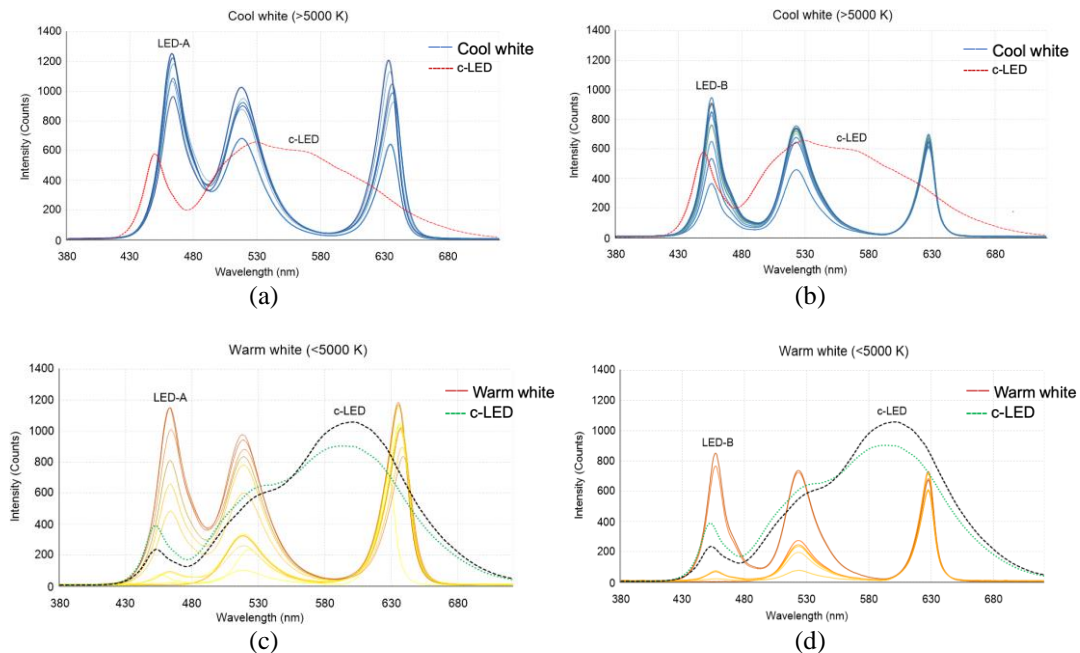 Cool white (>5000 K)
1400
1200
1000
800
600
400
200
0
Intensity (Counts)
LED-A
c-LED
Cool white
c-LED
380 430 480 530 580 630 680
Wavelength (nm)
(a)
Cool white (>5000 K)
1400
1200
1000
800
600
400
200
0
Intensity (Counts)
LED-B
c-LED
Cool white
c-LED
380 430 480 530 580 630 680
Wavelength (nm)
(b)
Warm white (<5000 K)
1400
1200
1000
800
600
400
200
0
Intensity (Counts)
LED-A
c-LED
Warm white
c-LED
380 430 480 530 580 630 680
Wavelength (nm)
(c)
Warm white (<5000 K)
1400
1200
1000
800
600
400
200
0
Intensity (Counts)
LED-B
c-LED
Warm white
c-LED
380 430 480 530 580 630 680
Wavelength (nm)
(d)